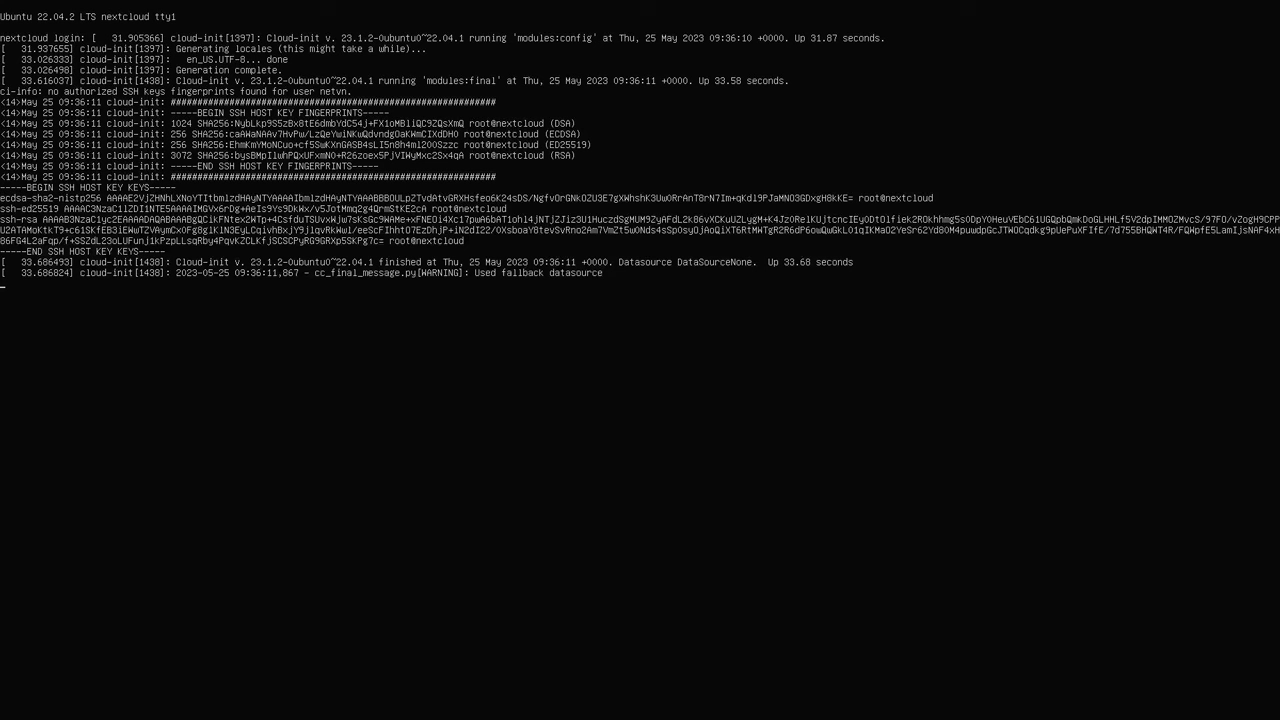 Ubuntu 22.04.2 LTS nextcloud tty1
nextcloud login: [   31.905366] cloud-init[1397]: Cloud-init v. 23.1.2-0ubuntu0~22.04.1 running 'modules:config' at Thu, 25 May 2023 09:36:10 +0000. Up 31.87 seconds.
[   31.937655] cloud-init[1397]: Generating locales (this might take a while)...
[   33.026333] cloud-init[1397]:   en_US.UTF-8... done
[   33.026498] cloud-init[1397]: Generation complete.
[   33.616037] cloud-init[1438]: Cloud-init v. 23.1.2-0ubuntu0~22.04.1 running 'modules:final' at Thu, 25 May 2023 09:36:11 +0000. Up 33.58 seconds.
ci-info: no authorized SSH keys fingerprints found for user netvn.
<14>May 25 09:36:11 cloud-init: #############################################################
<14>May 25 09:36:11 cloud-init: -----BEGIN SSH HOST KEY FINGERPRINTS-----
<14>May 25 09:36:11 cloud-init: 1024 root@nextcloud (DSA)
<14>May 25 09:36:11 cloud-init: 256 root@nextcloud (ECDSA)
<14>May 25 09:36:11 cloud-init: 256 root@nextcloud (ED25519)
<14>May 25 09:36:11 cloud-init: 3072 root@nextcloud (RSA)
<14>May 25 09:36:11 cloud-init: -----END SSH HOST KEY FINGERPRINTS-----
<14>May 25 09:36:11 cloud-init: #############################################################
-----BEGIN SSH HOST KEY KEYS-----
ecdsa-sha2-nistp256 root@nextcloud
ssh-ed25519 root@nextcloud
ssh-rsa
root@nextcloud
-----END SSH HOST KEY KEYS-----
[   33.686493] cloud-init[1438]: Cloud-init v. 23.1.2-0ubuntu0~22.04.1 finished at Thu, 25 May 2023 09:36:11 +0000. Datasource DataSourceNone.  Up 33.68 seconds
[   33.686824] cloud-init[1438]: 2023-05-25 09:36:11,867 - cc_final_message.py[WARNING]: Used fallback datasource